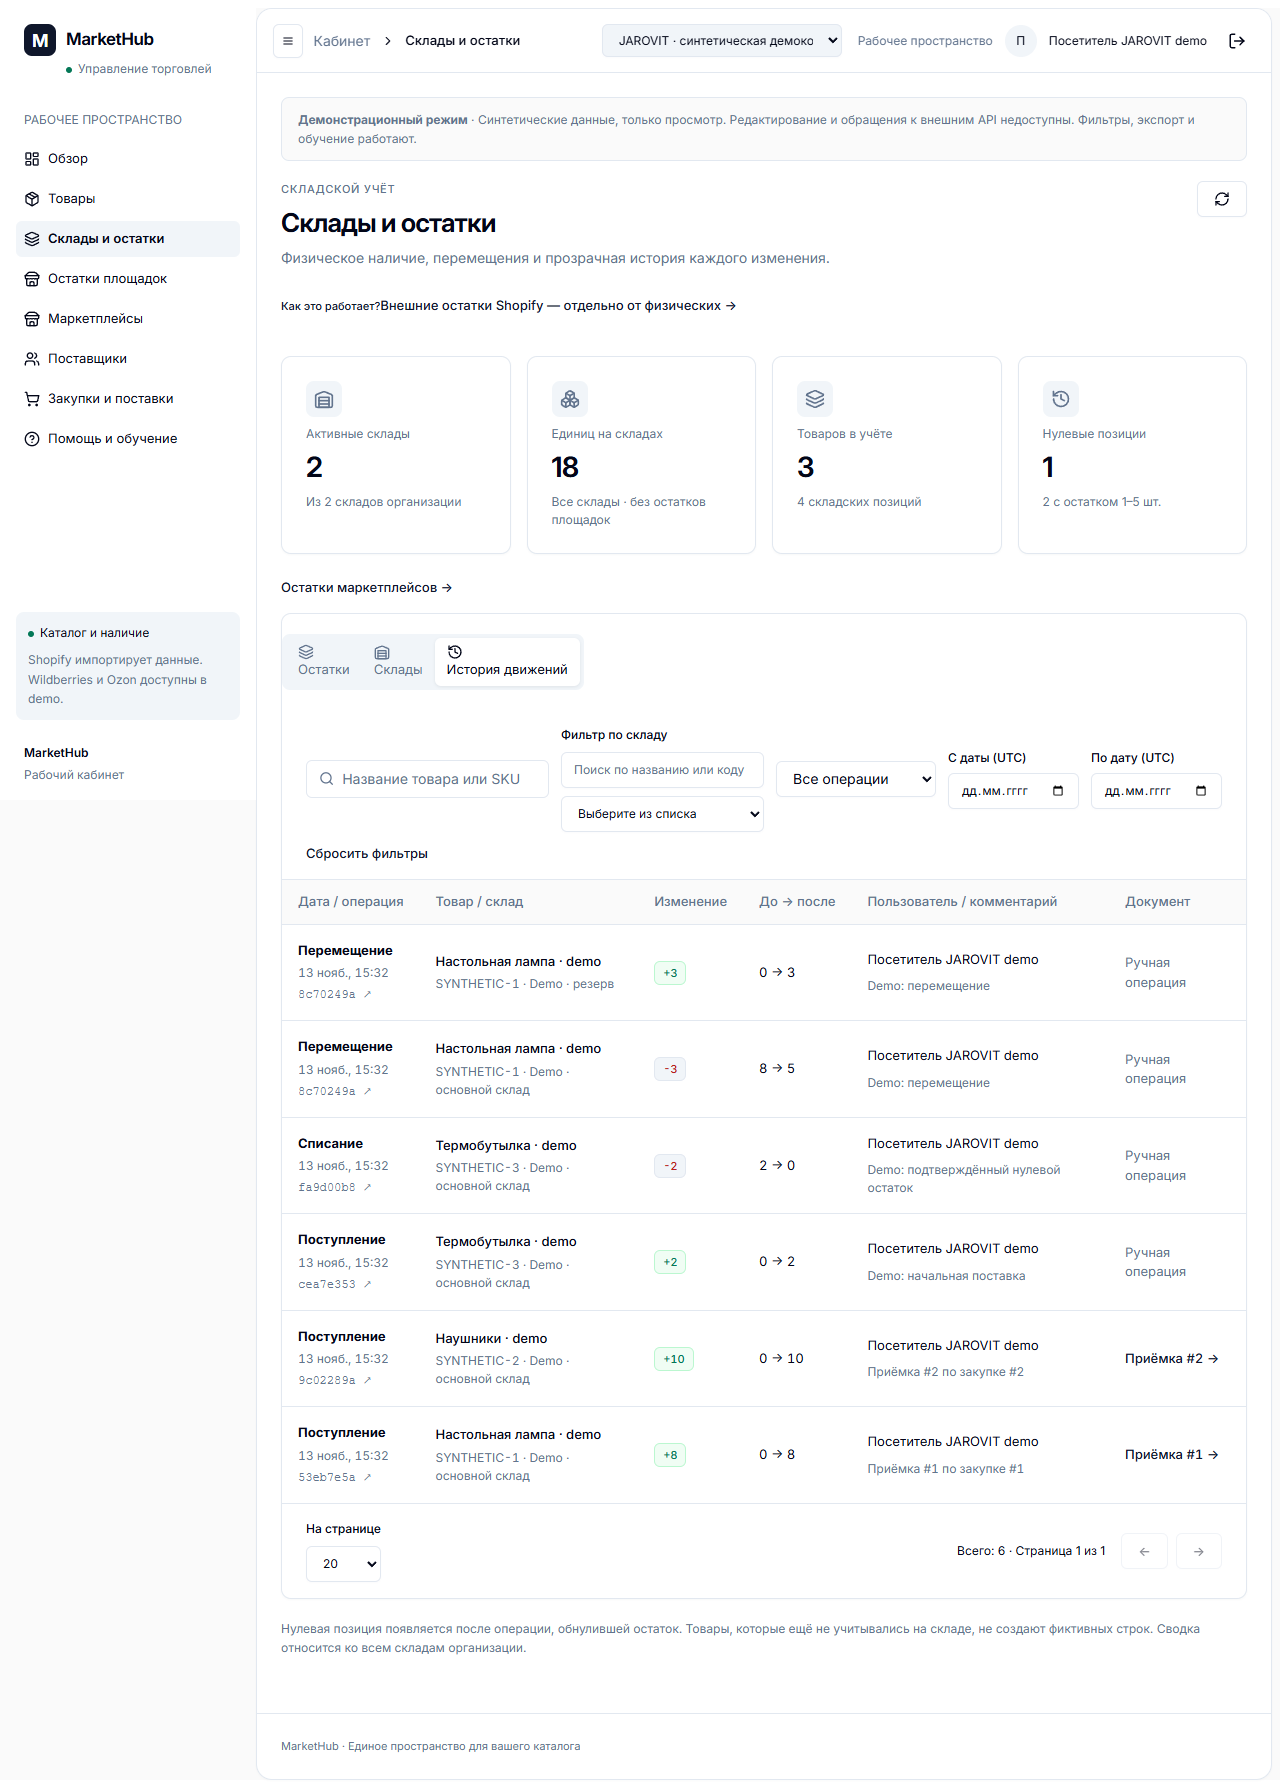 M MarketHub
Управление торговлей
РАБОЧЕЕ ПРОСТРАНСТВО
Обзор
Товары
Склады и остатки
Остатки площадок
Маркетплейсы
Поставщики
Закупки и поставки
Помощь и обучение
Каталог и наличие
Shopify импортирует данные.
Wildberries и Ozon доступны в
demo.
MarketHub
Рабочий кабинет
Кабинет > Склады и остатки
JAROVIT · синтетическая демоко
Рабочее пространство
П
Посетитель JAROVIT demo
Демонстрационный режим · Синтетические данные, только просмотр. Редактирование и обращения к внешним API недоступны. Фильтры, экспорт и
обучение работают.
СКЛАДСКОЙ УЧЁТ
Склады и остатки
Физическое наличие, перемещения и прозрачная история каждого изменения.
Как это работает?Внешние остатки Shopify — отдельно от физических →
Активные склады
2
Из 2 складов организации
Единиц на складах
18
Все склады · без остатков
площадок
Товаров в учёте
3
4 складских позиций
Нулевые позиции
1
2 с остатком 1–5 шт.
Остатки маркетплейсов →
Остатки
Склады
История движений
Название товара или SKU
Фильтр по складу
Поиск по названию или коду
Выберите из списка
Все операции
С даты (UTC)
дд.мм.гггг
По дату (UTC)
дд.мм.гггг
Сбросить фильтры
Дата / операция Товар / склад Изменение До → после Пользователь / комментарий Документ
Перемещение
13 нояб., 15:32
8c70249a ↗
Настольная лампа · demo
SYNTHETIC-1 · Demo · резерв
+3
0 → 3
Посетитель JAROVIT demo
Demo: перемещение
Ручная
операция
Перемещение
13 нояб., 15:32
8c70249a ↗
Настольная лампа · demo
SYNTHETIC-1 · Demo ·
основной склад
-3
8 → 5
Посетитель JAROVIT demo
Demo: перемещение
Ручная
операция
Списание
13 нояб., 15:32
fa9d00b8 ↗
Термобутылка · demo
SYNTHETIC-3 · Demo ·
основной склад
-2
2 → 0
Посетитель JAROVIT demo
Demo: подтверждённый нулевой
остаток
Ручная
операция
Поступление
13 нояб., 15:32
cea7e353 ↗
Термобутылка · demo
SYNTHETIC-3 · Demo ·
основной склад
+2
0 → 2
Посетитель JAROVIT demo
Demo: начальная поставка
Ручная
операция
Поступление
13 нояб., 15:32
9c02289a ↗
Наушники · demo
SYNTHETIC-2 · Demo ·
основной склад
+10
0 → 10
Посетитель JAROVIT demo
Приёмка #2 по закупке #2
Приёмка #2 →
Поступление
13 нояб., 15:32
53eb7e5a ↗
Настольная лампа · demo
SYNTHETIC-1 · Demo ·
основной склад
+8
0 → 8
Посетитель JAROVIT demo
Приёмка #1 по закупке #1
Приёмка #1 →
На странице
20
Всего: 6 · Страница 1 из 1
← →
Нулевая позиция появляется после операции, обнулившей остаток. Товары, которые ещё не учитывались на складе, не создают фиктивных строк. Сводка
относится ко всем складам организации.
MarketHub · Единое пространство для вашего каталога